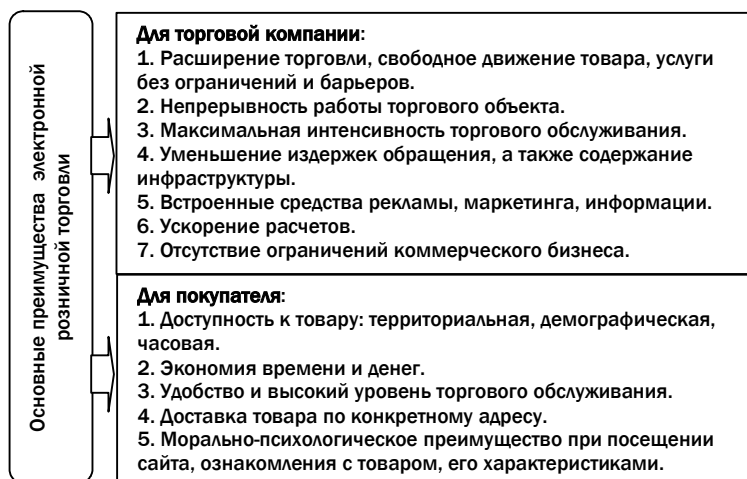 Основные преимущества электронной
розничной торговли
Для торговой компании:
1. Расширение торговли, свободное движение товара, услуги
без ограничений и барьеров.
2. Непрерывность работы торгового объекта.
3. Максимальная интенсивность торгового обслуживания.
4. Уменьшение издержек обращения, а также содержание
инфраструктуры.
5. Встроенные средства рекламы, маркетинга, информации.
6. Ускорение расчетов.
7. Отсутствие ограничений коммерческого бизнеса.
Для покупателя:
1. Доступность к товару: территориальная, демографическая,
часовая.
2. Экономия времени и денег.
3. Удобство и высокий уровень торгового обслуживания.
4. Доставка товара по конкретному адресу.
5. Морально-психологическое преимущество при посещении
сайта, ознакомления с товаром, его характеристиками.